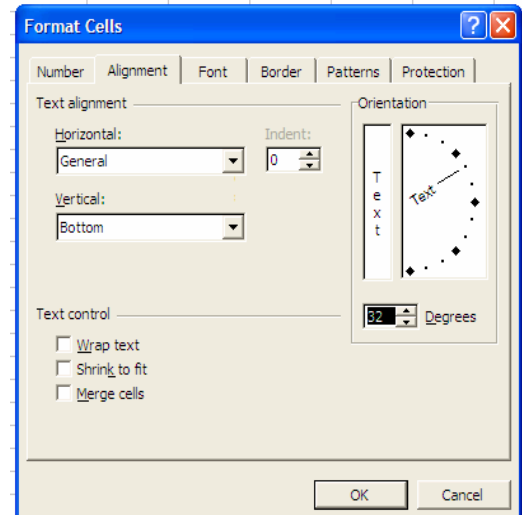 Format Cells
Number Alignment Font Border Patterns Protection
Text alignment
Horizontal:
General
Indent:
0
Vertical:
Bottom
Orientation
Text
Text
32 Degrees
Text control
Wrap text
Shrink to fit
Merge cells
OK Cancel